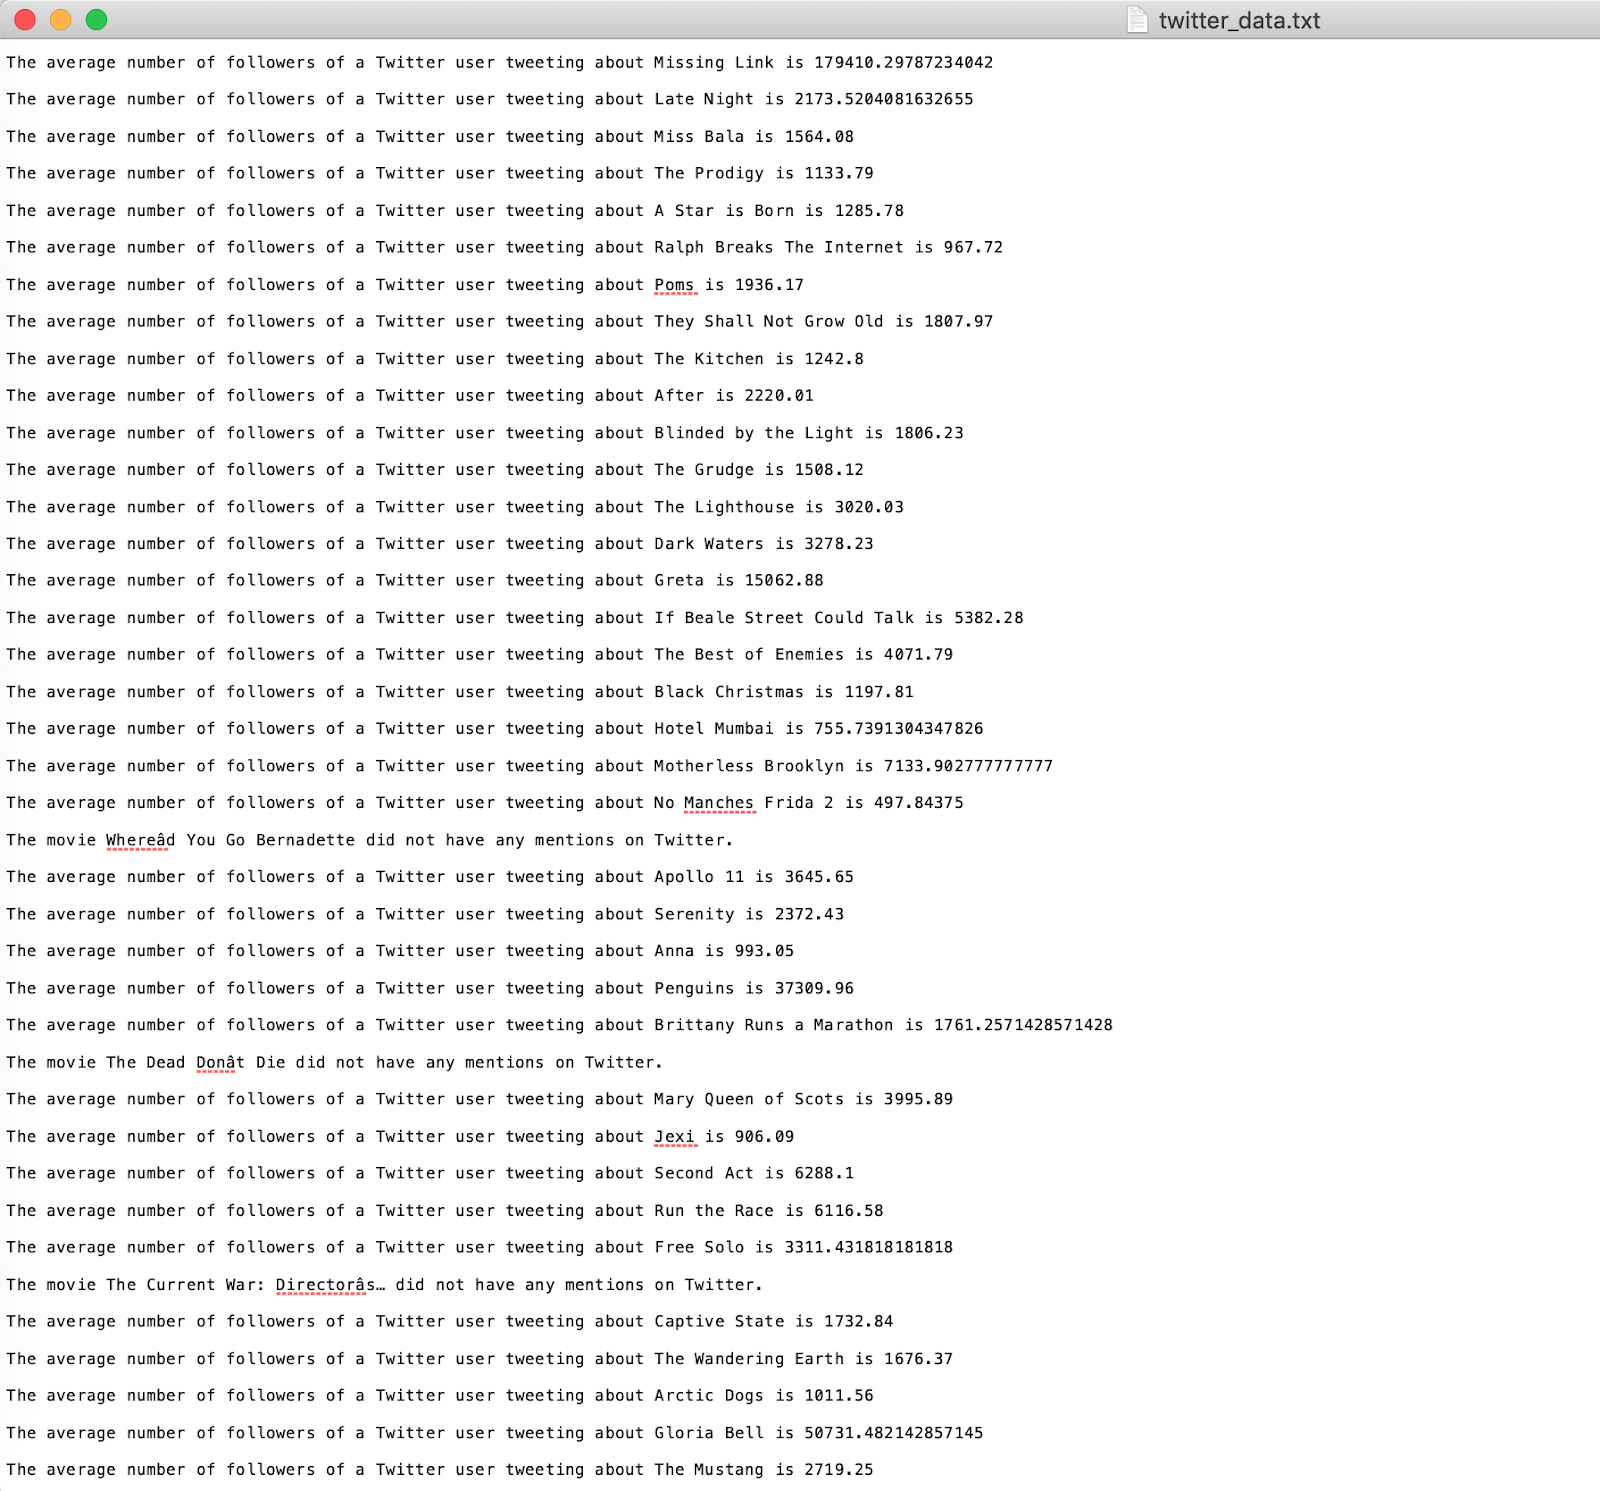 twitter_data.txt
The average number of followers of a Twitter user tweeting about Missing Link is 179410.29787234042
The average number of followers of a Twitter user tweeting about Late Night is 2173.5204081632655
The average number of followers of a Twitter user tweeting about Miss Bala is 1564.08
The average number of followers of a Twitter user tweeting about The Prodigy is 1133.79
The average number of followers of a Twitter user tweeting about A Star is Born is 1285.78
The average number of followers of a Twitter user tweeting about Ralph Breaks The Internet is 967.72
The average number of followers of a Twitter user tweeting about Poms is 1936.17
The average number of followers of a Twitter user tweeting about They Shall Not Grow Old is 1807.97
The average number of followers of a Twitter user tweeting about The Kitchen is 1242.8
The average number of followers of a Twitter user tweeting about After is 2220.01
The average number of followers of a Twitter user tweeting about Blinded by the Light is 1806.23
The average number of followers of a Twitter user tweeting about The Grudge is 1508.12
The average number of followers of a Twitter user tweeting about The Lighthouse is 3020.03
The average number of followers of a Twitter user tweeting about Dark Waters is 3278.23
The average number of followers of a Twitter user tweeting about Greta is 15062.88
The average number of followers of a Twitter user tweeting about If Beale Street Could Talk is 5382.28
The average number of followers of a Twitter user tweeting about The Best of Enemies is 4071.79
The average number of followers of a Twitter user tweeting about Black Christmas is 1197.81
The average number of followers of a Twitter user tweeting about Hotel Mumbai is 755.7391304347826
The average number of followers of a Twitter user tweeting about Motherless Brooklyn is 7133.902777777777
The average number of followers of a Twitter user tweeting about No Manches Frida 2 is 497.84375
The movie Whereâd You Go Bernadette did not have any mentions on Twitter.
The average number of followers of a Twitter user tweeting about Apollo 11 is 3645.65
The average number of followers of a Twitter user tweeting about Serenity is 2372.43
The average number of followers of a Twitter user tweeting about Anna is 993.05
The average number of followers of a Twitter user tweeting about Penguins is 37309.96
The average number of followers of a Twitter user tweeting about Brittany Runs a Marathon is 1761.2571428571428
The movie The Dead Donât Die did not have any mentions on Twitter.
The average number of followers of a Twitter user tweeting about Mary Queen of Scots is 3995.89
The average number of followers of a Twitter user tweeting about Jexi is 906.09
The average number of followers of a Twitter user tweeting about Second Act is 6288.1
The average number of followers of a Twitter user tweeting about Run the Race is 6116.58
The average number of followers of a Twitter user tweeting about Free Solo is 3311.431818181818
The movie The Current War: Directorâs… did not have any mentions on Twitter.
The average number of followers of a Twitter user tweeting about Captive State is 1732.84
The average number of followers of a Twitter user tweeting about The Wandering Earth is 1676.37
The average number of followers of a Twitter user tweeting about Arctic Dogs is 1011.56
The average number of followers of a Twitter user tweeting about Gloria Bell is 50731.482142857145
The average number of followers of a Twitter user tweeting about The Mustang is 2719.25